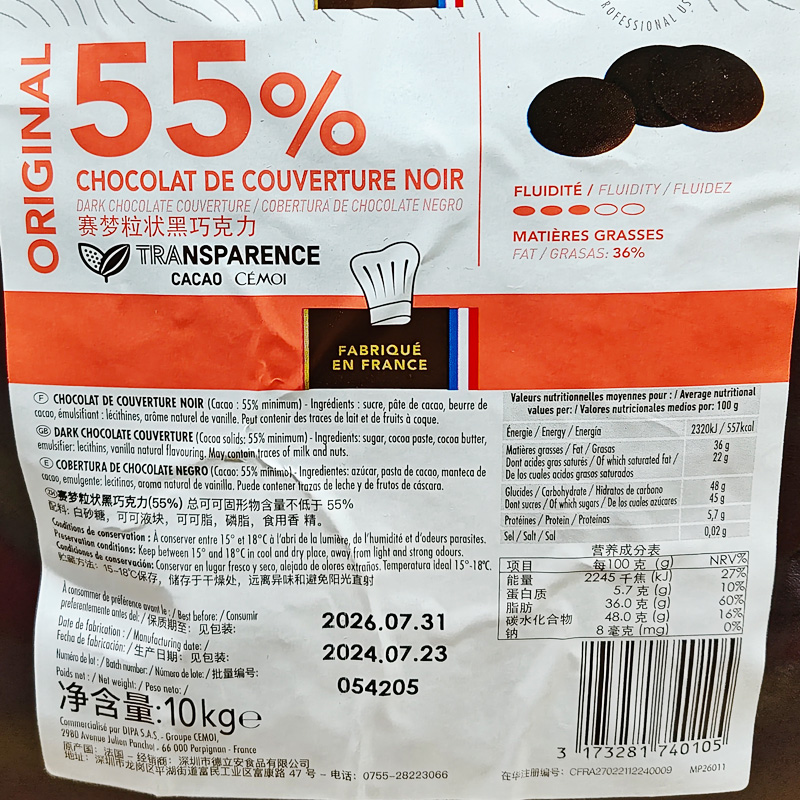 PROFESSIONAL US
ORIGINAL
55%
CHOCOLAT DE COUVERTURE NOIR
DARK CHOCOLATE COUVERTURE / COBERTURA DE CHOCOLATE NEGRO
赛梦粒状黑巧克力
TRANSPARENCE
CACAO CÉMOI
FLUIDITÉ / FLUIDITY / FLUIDEZ
MATIÈRES GRASSES
FAT / GRASAS: 36%
FABRIQUÉ
EN FRANCE
F CHOCOLAT DE COUVERTURE NOIR (Cacao : 55% minimum) - Ingrédients : sucre, pâte de cacao, beurre de
cacao, émulsifiant : lécithines, arôme naturel de vanille. Peut contenir des traces de lait et de fruits à coque.
GB DARK CHOCOLATE COUVERTURE (Cocoa solids: 55% minimum) - Ingredients: sugar, cocoa paste, cocoa butter,
emulsifier: lecithins, vanilla natural flavouring. May contain traces of milk and nuts.
E COBERTURA DE CHOCOLATE NEGRO (Cacao: 55% mínimo)- Ingredientes: azúcar, pasta de cacao, manteca de
cacao, emulgente: lecitinas, aroma natural de vainilla. Puede contener trazas de leche y de frutos de cáscara.
ZH 赛梦粒状黑巧克力(55%) 总可可固形物含量不低于 55%
配料: 白砂糖，可可液块，可可脂，磷脂，食用香 精。
Conditions de conservation : À conserver entre 15° et 18°C à l'abri de la lumière, de l'humidité et d'odeurs parasites.
Preservation conditions: Keep between 15° and 18°C in cool and dry place, away from light and strong odours.
Condiciones de conservación: Conservar en lugar fresco y seco, alejado de olores extraños. Temperatura ideal 15°-18°C.
贮藏方法: 15-18℃保存，储存于干燥处，远离异味和避免阳光直射
Valeurs nutritionnelles moyennes pour : / Average nutritional
values per: / Valores nutricionales medios por: 100 g
Énergie / Energy / Energía 2320kJ / 557kcal
Matières grasses / Fat / Grasas 36 g
Dont acides gras saturés / Of which saturated fat / 22 g
De los cuales acidos grasos saturados
Glucides / Carbohydrate / Hidratos de carbono 48 g
Dont sucres / Of which sugars / De los cuales azúcares 45 g
Protéines / Protein / Proteinas 5,7 g
Sel / Salt / Sal 0,02 g
营养成分表
项目 每100 克 (g) NRV%
能量 2245 千焦 (kJ) 27%
蛋白质 5.7 克 (g) 10%
脂肪 36.0 克 (g) 60%
碳水化合物 48.0 克 (g) 16%
钠 8 毫克 (mg) 0%
À consommer de préférence avant le : / Best before: / Consumir
preferentemente antes del: / 保质期至: 见包装:
2026.07.31
Date de fabrication : / Manufacturing date: /
Fecha de fabricación: / 生产日期: 见包装:
2024.07.23
Numéro de lot : / Batch number: / Número de lote: / 批量编号:
054205
Poids net : / Net weight: / Peso neto: /
净含量:10kg℮
Commercialisé par DIPA S.A.S. - Groupe CEMOI,
2980 Avenue Julien Panchot - 66 000 Perpignan - France
原产国: 法国 - 经销商: 深圳市德立安食品有限公司
地址: 深圳市龙岗区平湖街道富民工业区富康路 47 号 - 电话: 0755-28223066
3 173281 740105
在华注册编号: CFRA27022112240009 MP26011